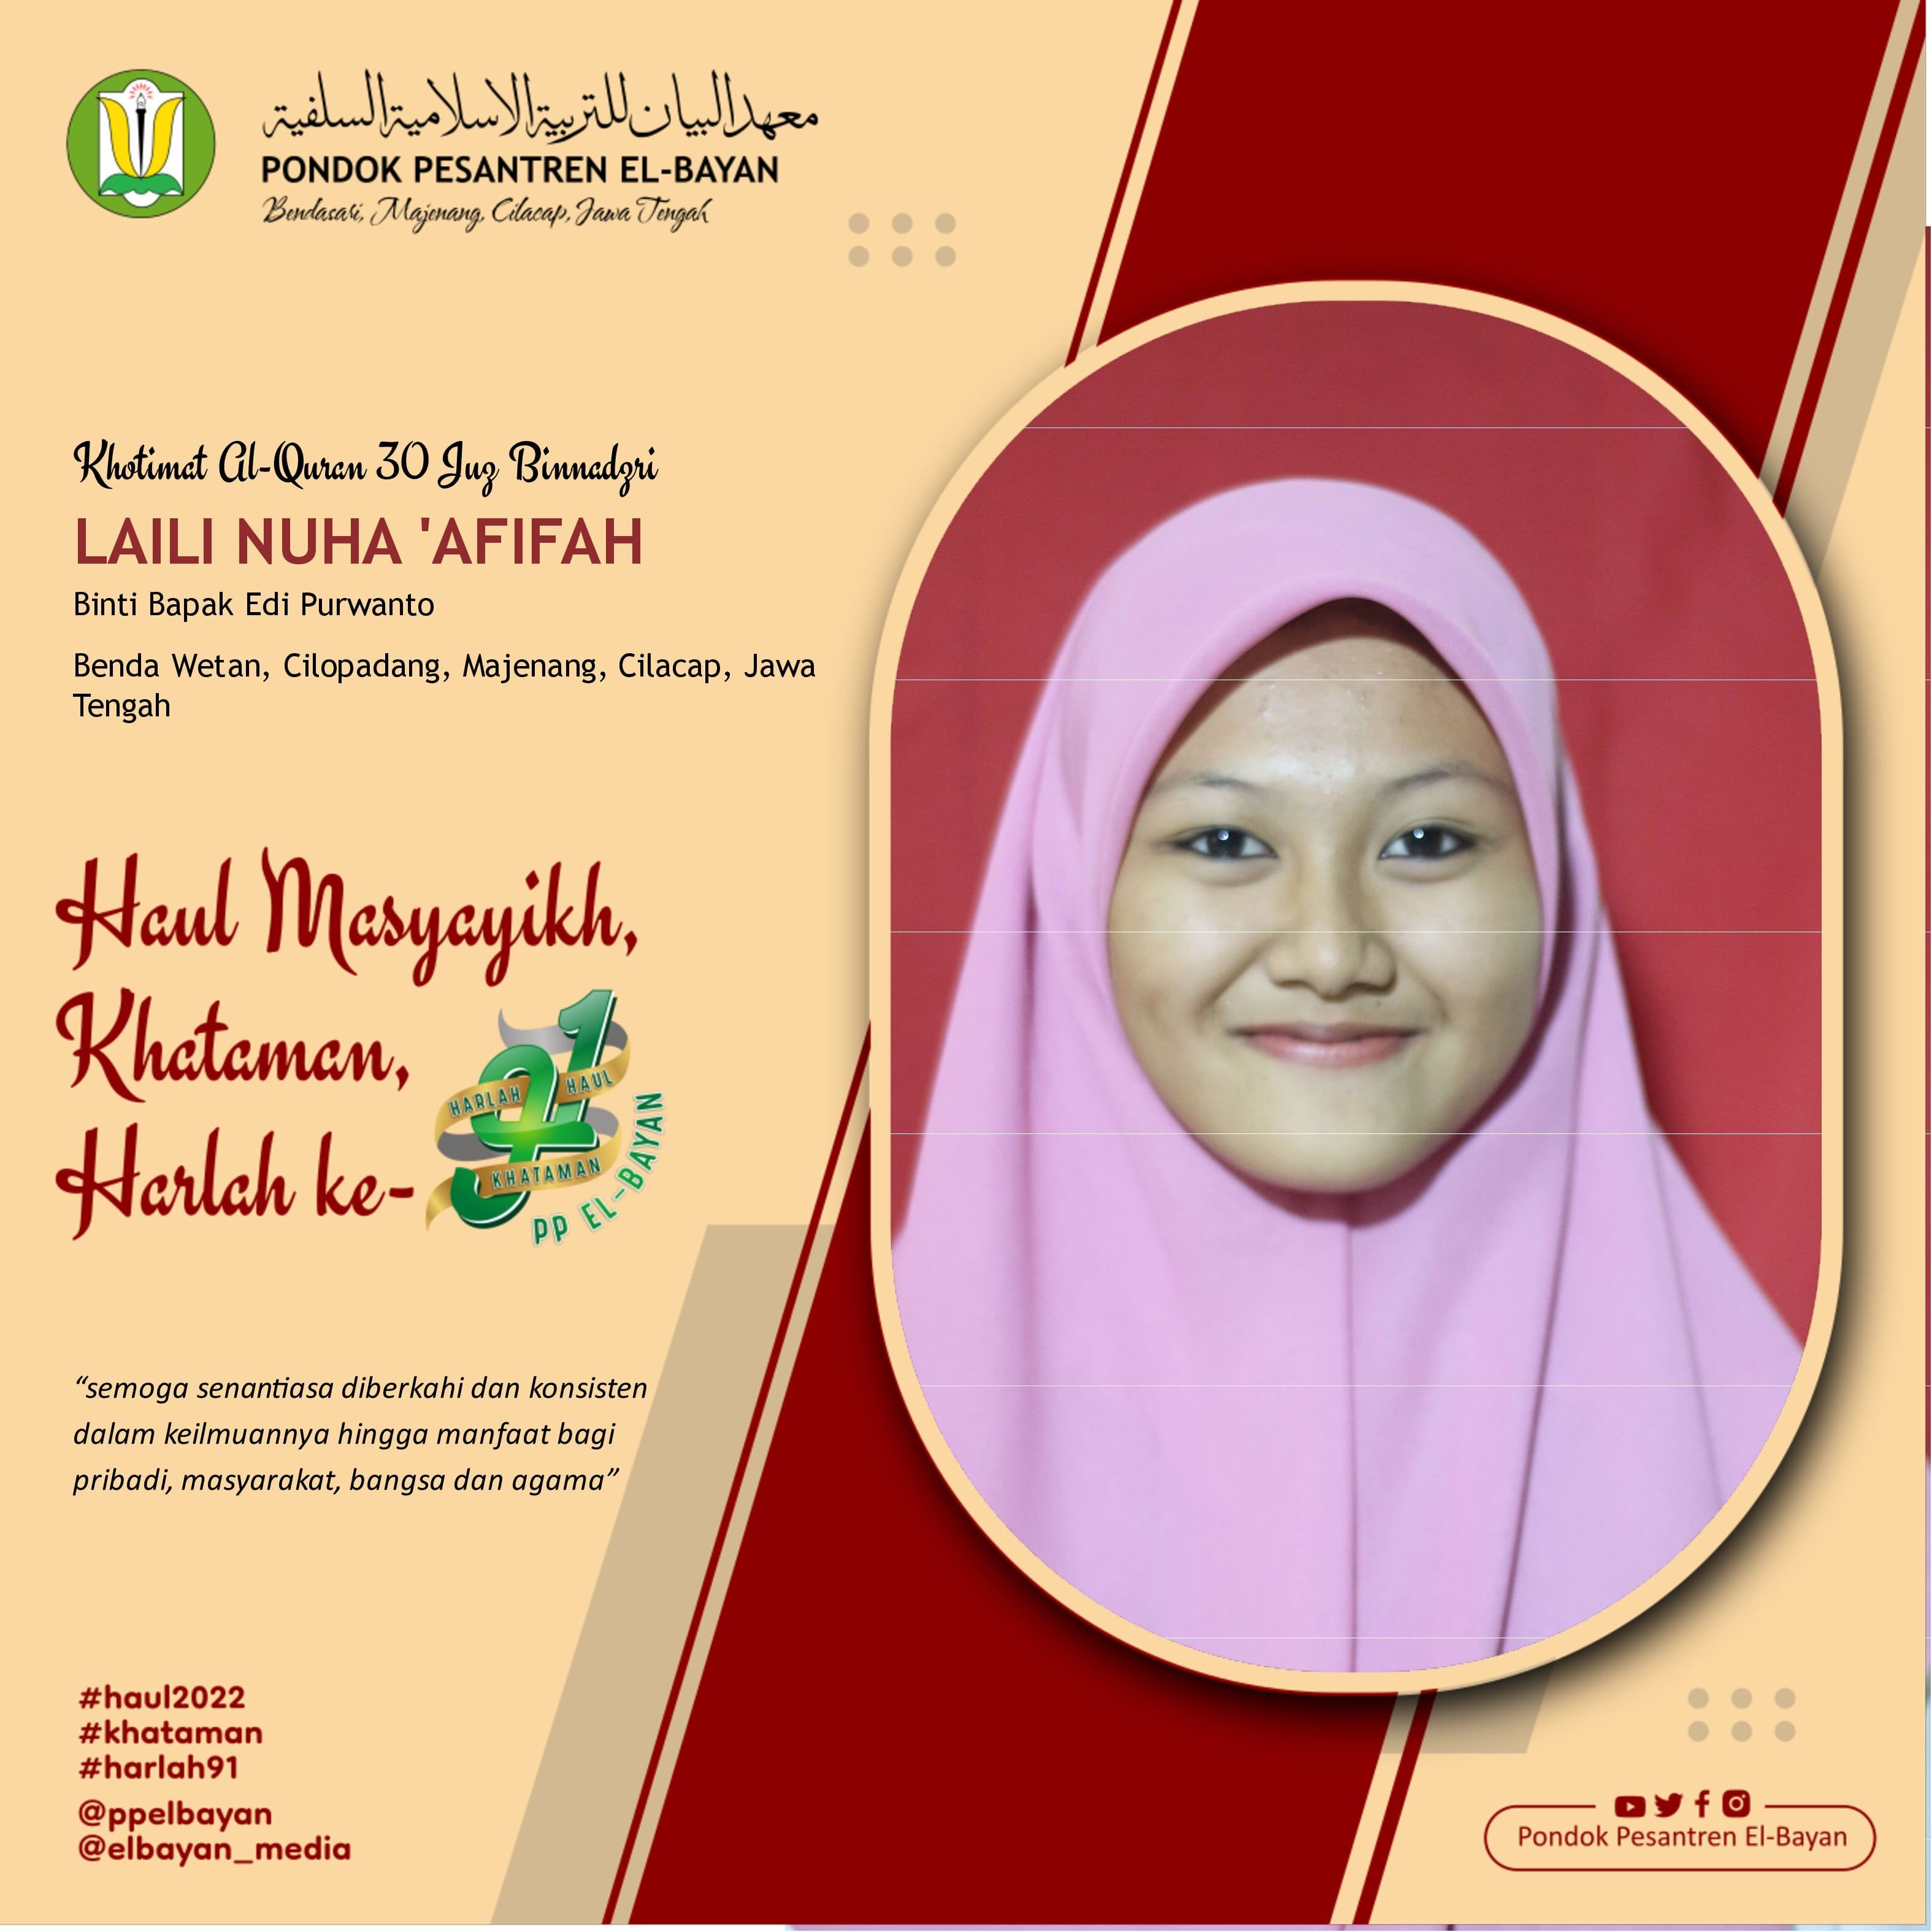 معهد البيان للتربية الاسلامية السلفية
PONDOK PESANTREN EL-BAYAN
Bendasari, Majenang, Cilacap, Jawa Tengah
Khotimat Al-Quran 30 Juz Binnadzri
LAILI NUHA 'AFIFAH
Binti Bapak Edi Purwanto
Benda Wetan, Cilopadang, Majenang, Cilacap, Jawa
Tengah
Haul Masyayikh,
Khataman,
Harlah ke-
91
HARLAH HAUL
KHATAMAN
PP EL-BAYAN
“semoga senantiasa diberkahi dan konsisten
dalam keilmuannya hingga manfaat bagi
pribadi, masyarakat, bangsa dan agama”
#haul2022
#khataman
#harlah91
@ppelbayan
@elbayan_media
Pondok Pesantren El-Bayan